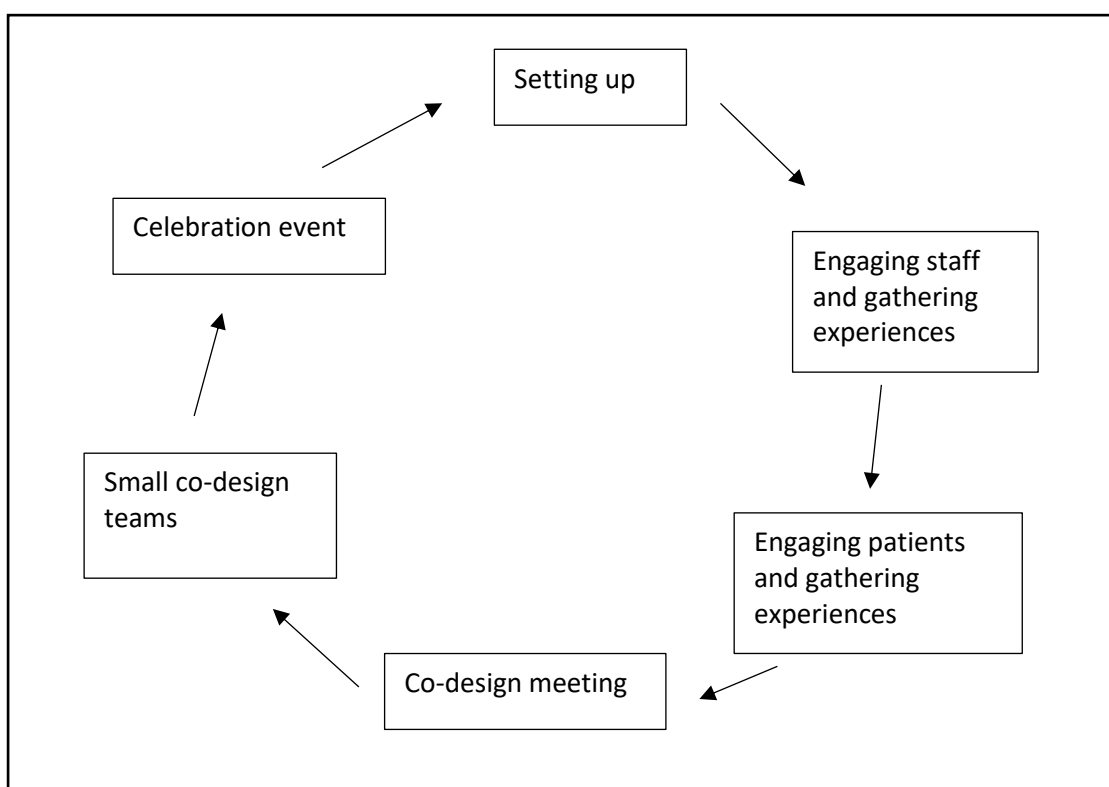 Setting up
Engaging staff
and gathering
experiences
Engaging patients
and gathering
experiences
Co-design meeting
Small co-design
teams
Celebration event